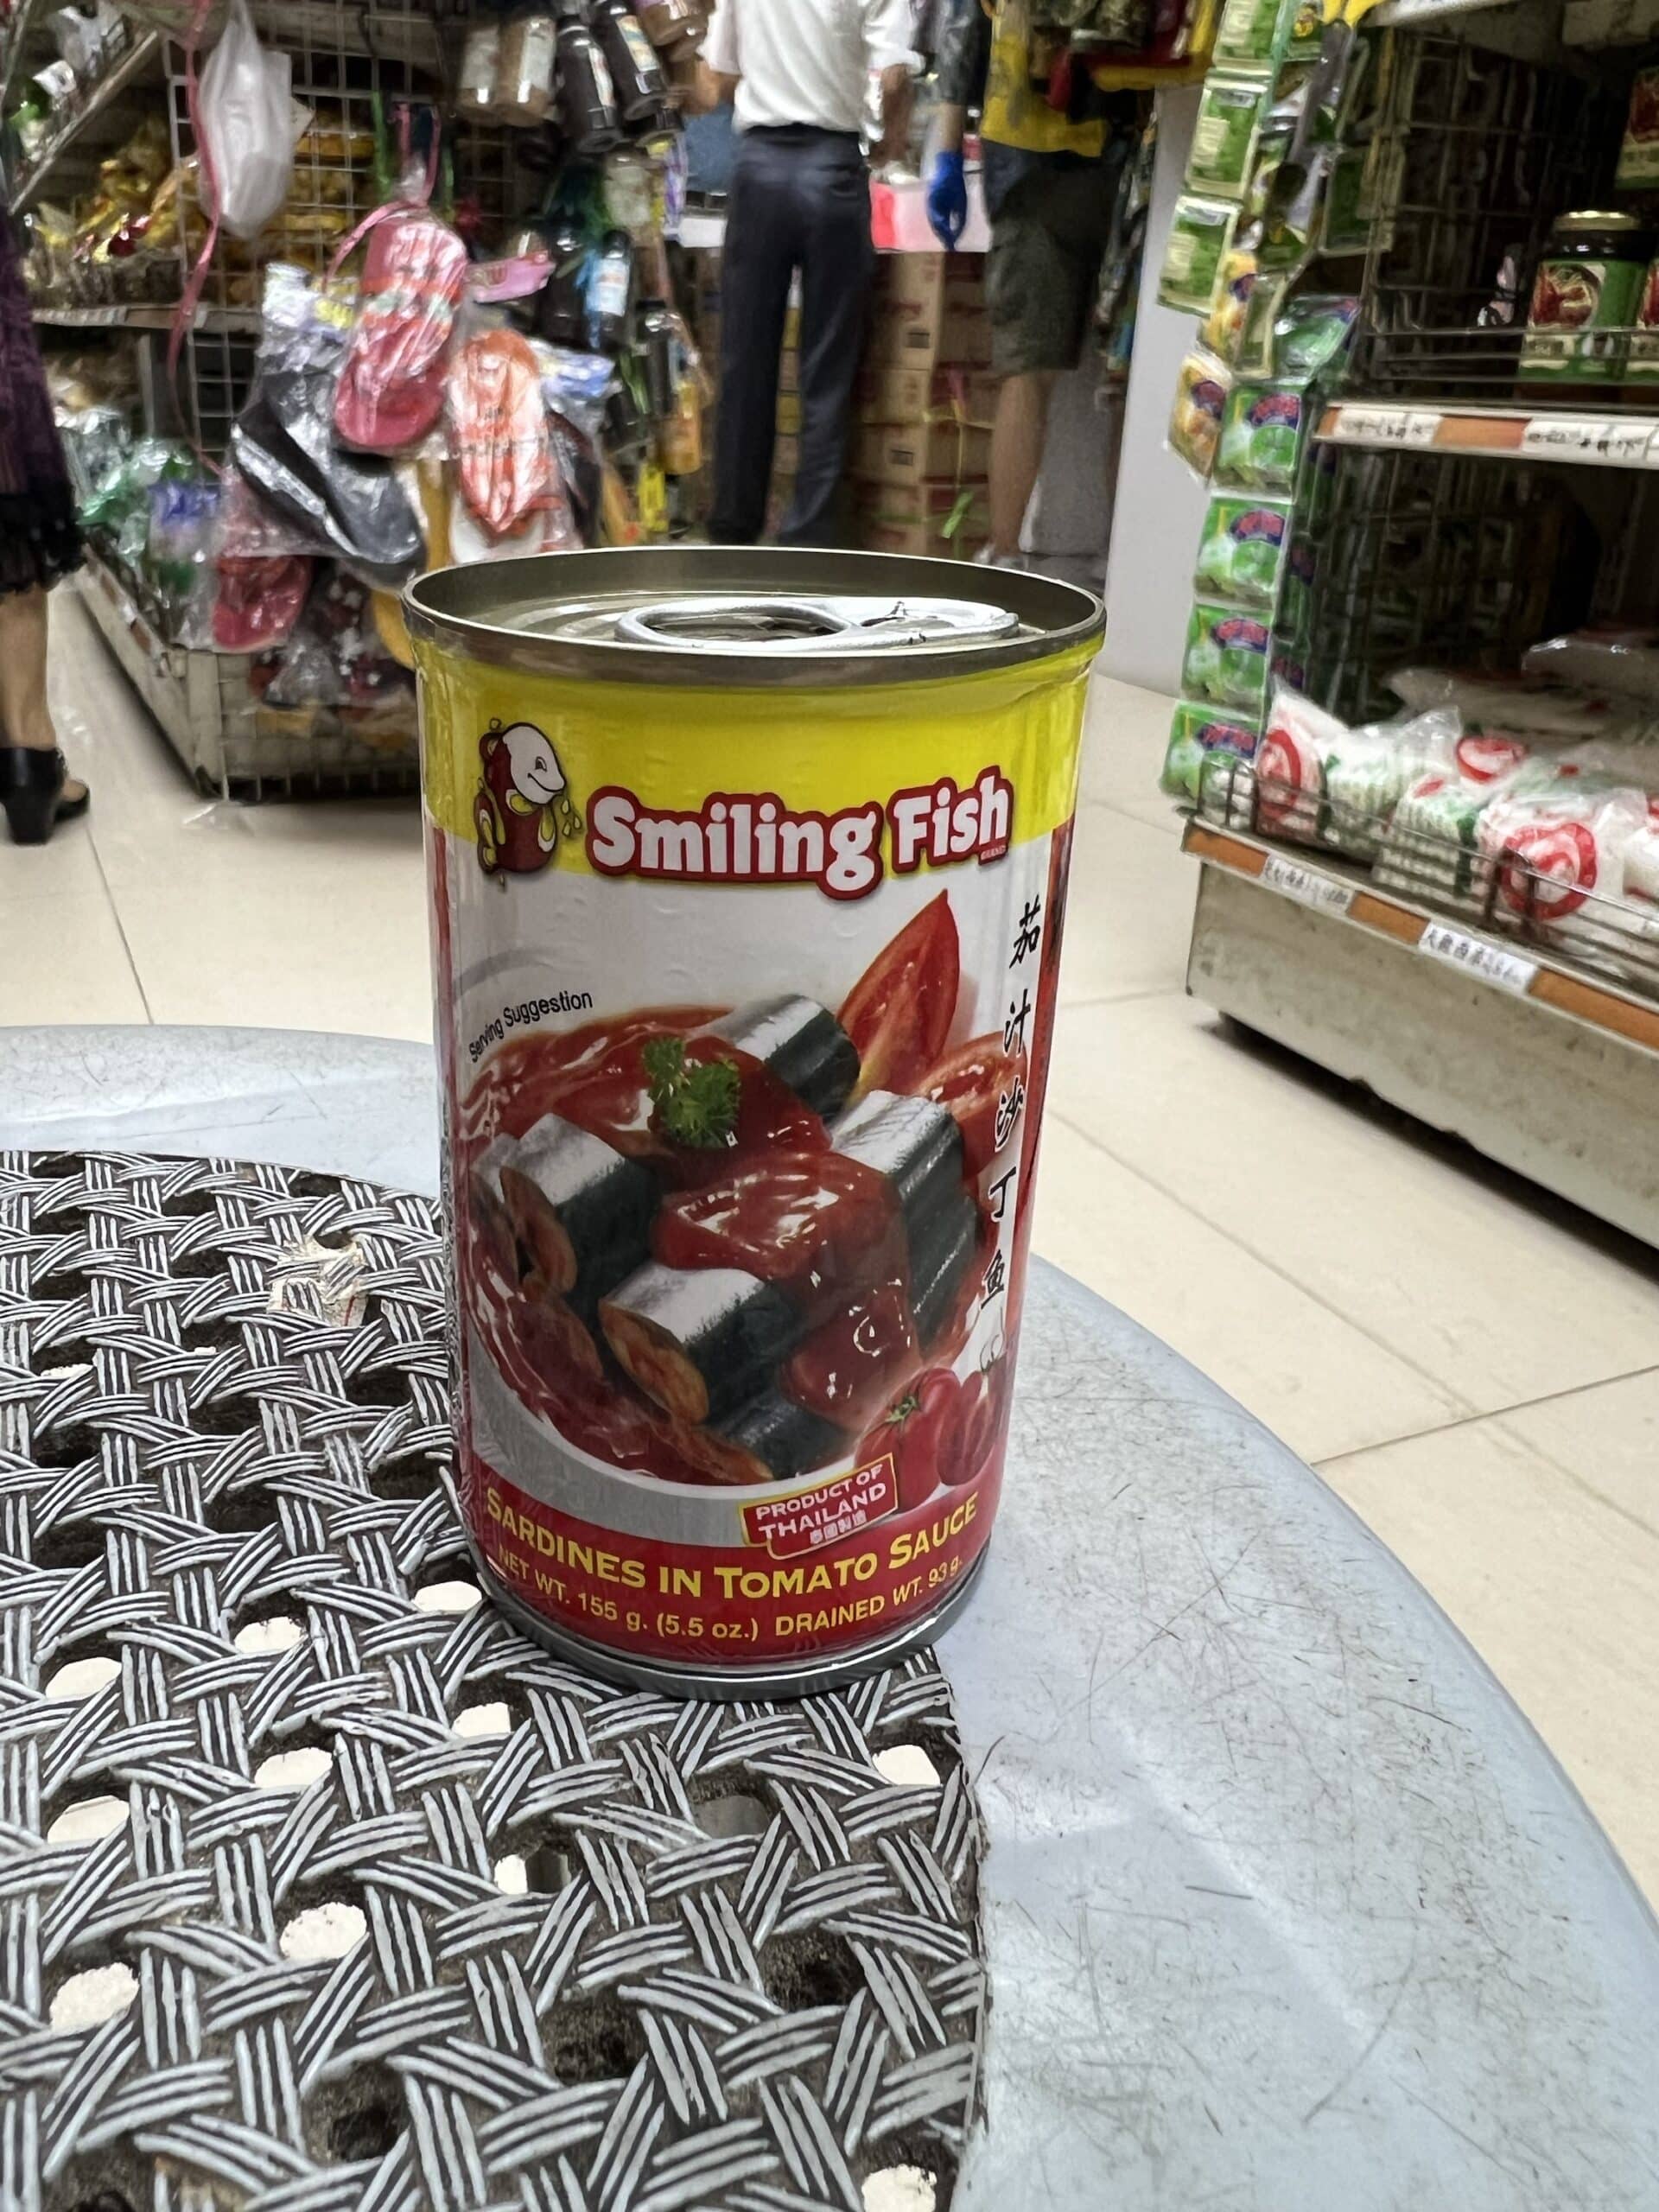 Smiling Fish
BRAND
Serving Suggestion
茄汁沙丁鱼
PRODUCT OF
THAILAND
泰國製造
SARDINES IN TOMATO SAUCE
NET WT. 155 g. (5.5 oz.) DRAINED WT. 93 g.